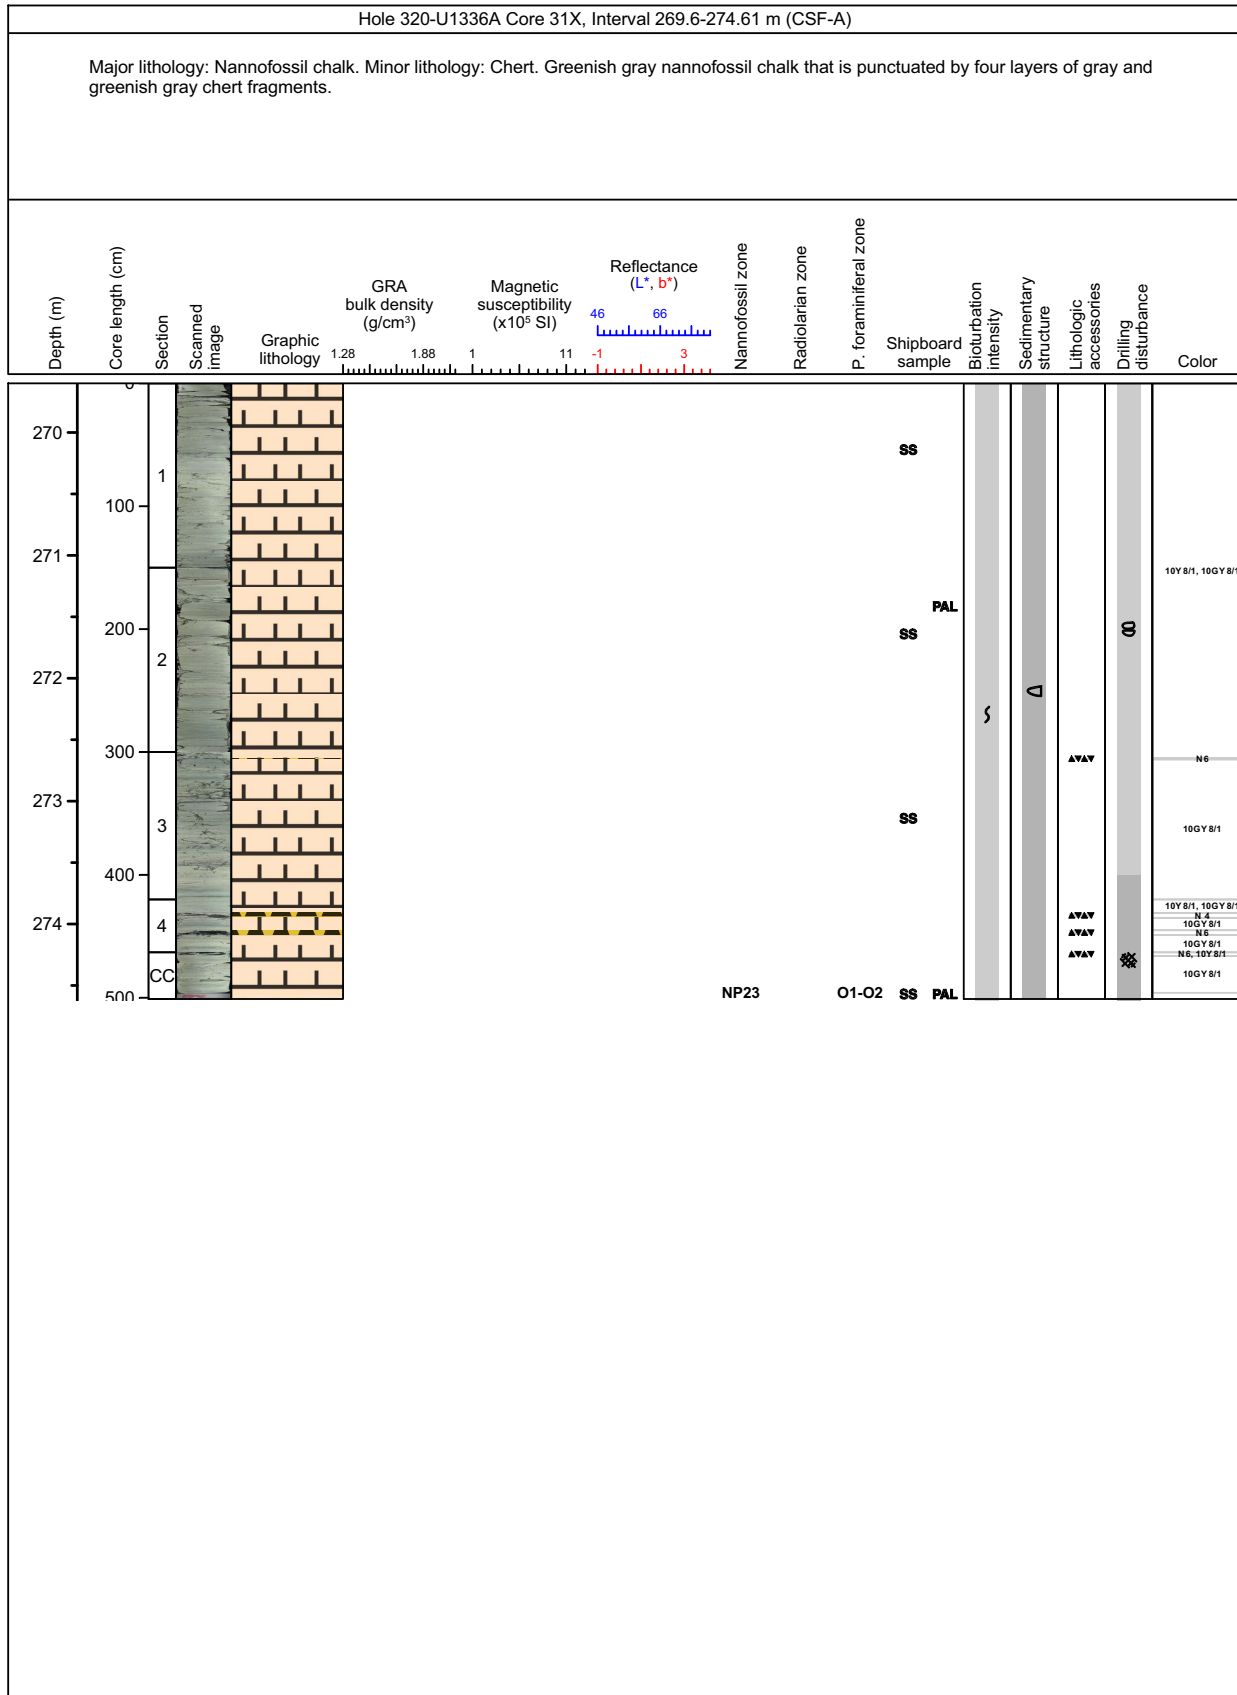 Hole 320-U1336A Core 31X, Interval 269.6-274.61 m (CSF-A)
Major lithology: Nannofossil chalk. Minor lithology: Chert. Greenish gray nannofossil chalk that is punctuated by four layers of gray and
greenish gray chert fragments.
Depth (m)
Core length (cm)
Section
Scanned
image
Graphic
lithology
GRA
bulk density
(g/cm³)
1.28 1.88
Magnetic
susceptibility
(x10⁵ SI)
1 11
Reflectance
(L*, b*)
46 66
-1 3
Nannofossil zone
Radiolarian zone
P. foraminiferal zone
Shipboard
sample
Bioturbation
intensity
Sedimentary
structure
Lithologic
accessories
Drilling
disturbance
Color
0
270
SS
1
100
271
10Y 8/1, 10GY 8/1
PAL
200
SS
2
272
300
N 6
273
SS
3
10GY 8/1
400
10Y 8/1, 10GY 8/1
N 4
274
4
10GY 8/1
N 6
10GY 8/1
N 6, 10Y 8/1
CC
10GY 8/1
500
NP23 O1-O2 SS PAL